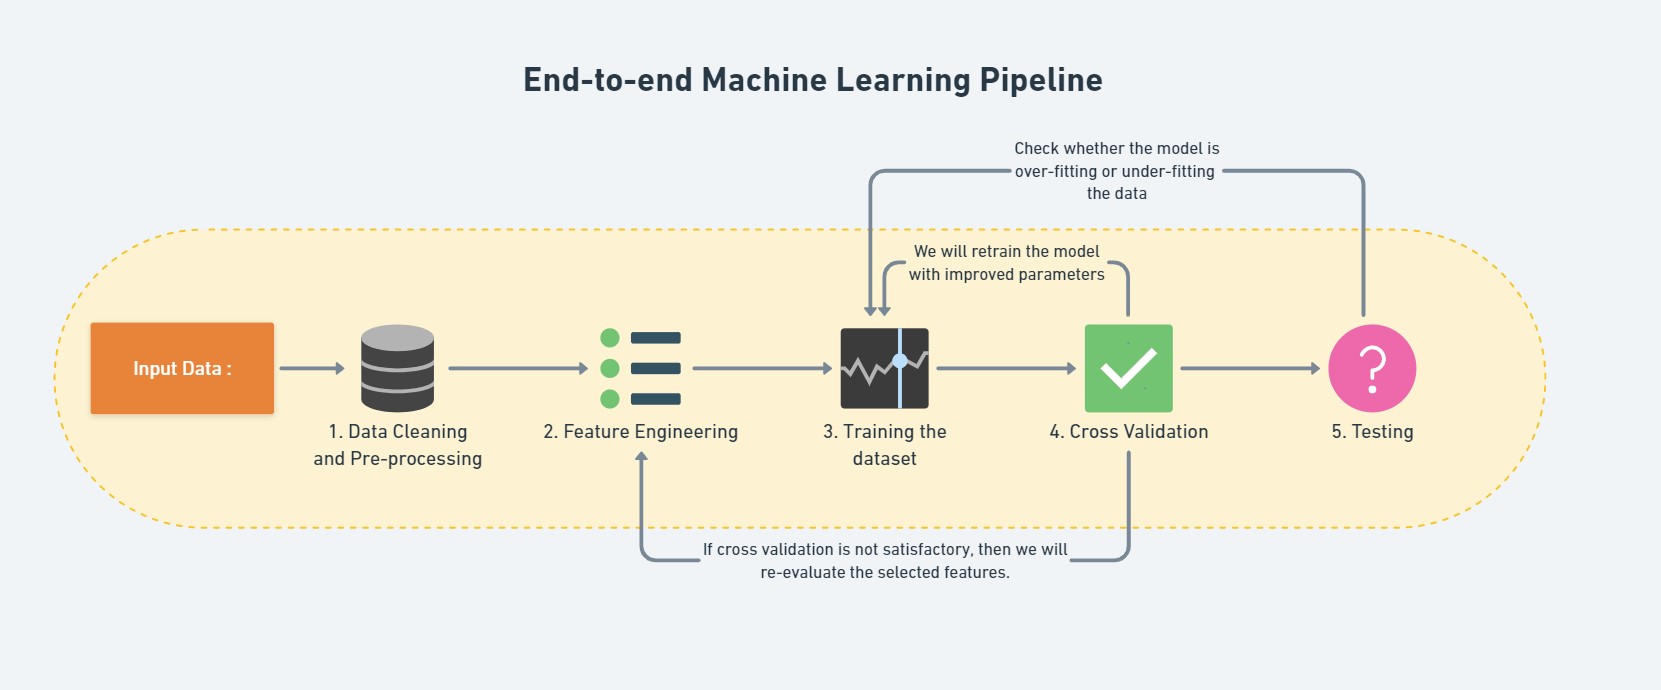 End-to-end Machine Learning Pipeline
Check whether the model is
over-fitting or under-fitting
the data
We will retrain the model
with improved parameters
Input Data :
1. Data Cleaning
and Pre-processing
2. Feature Engineering
3. Training the
dataset
4. Cross Validation
5. Testing
If cross validation is not satisfactory, then we will
re-evaluate the selected features.